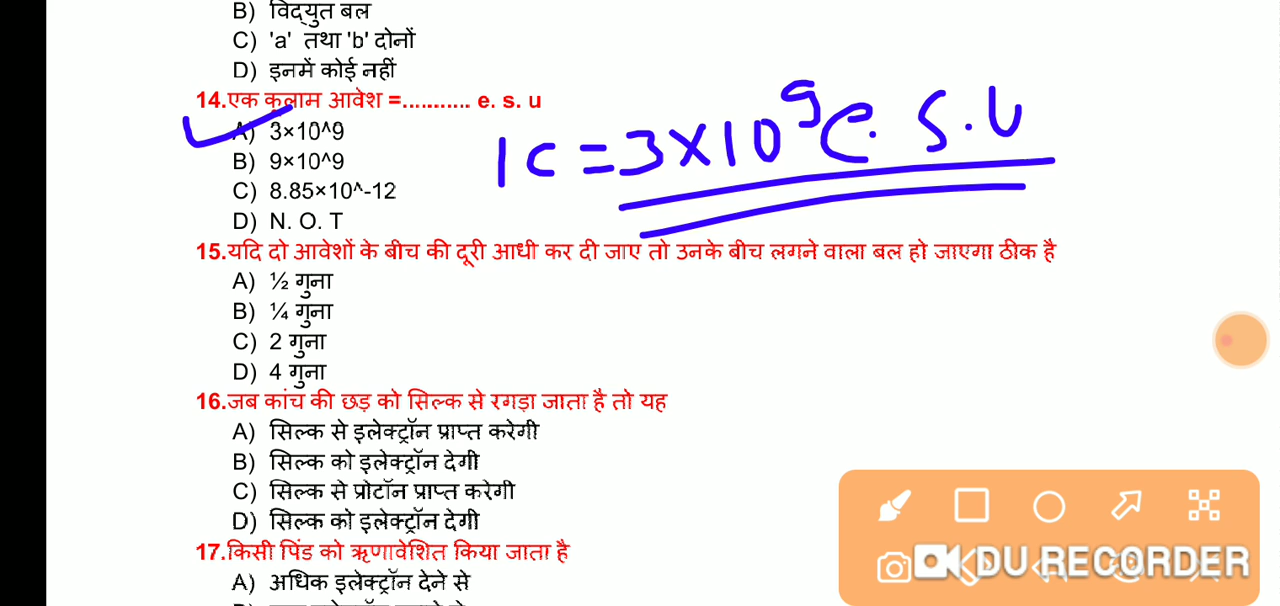 B) विद्युत बल
C) 'a' तथा 'b' दोनों
D) इनमें कोई नहीं
14.एक कूलाम आवेश =........... e. s. u
A) 3×10^9
1C = 3×10⁹ e. s. u
B) 9×10^9
C) 8.85×10^-12
D) N. O. T
15.यदि दो आवेशों के बीच की दूरी आधी कर दी जाए तो उनके बीच लगने वाला बल हो जाएगा ठीक है
A) ½ गुना
B) ¼ गुना
C) 2 गुना
D) 4 गुना
16.जब कांच की छड़ को सिल्क से रगड़ा जाता है तो यह
A) सिल्क से इलेक्ट्रॉन प्राप्त करेगी
B) सिल्क को इलेक्ट्रॉन देगी
C) सिल्क से प्रोटॉन प्राप्त करेगी
D) सिल्क को इलेक्ट्रॉन देगी
17.किसी पिंड को ऋणावेशित किया जाता है
DU RECORDER
A) अधिक इलेक्ट्रॉन देने से